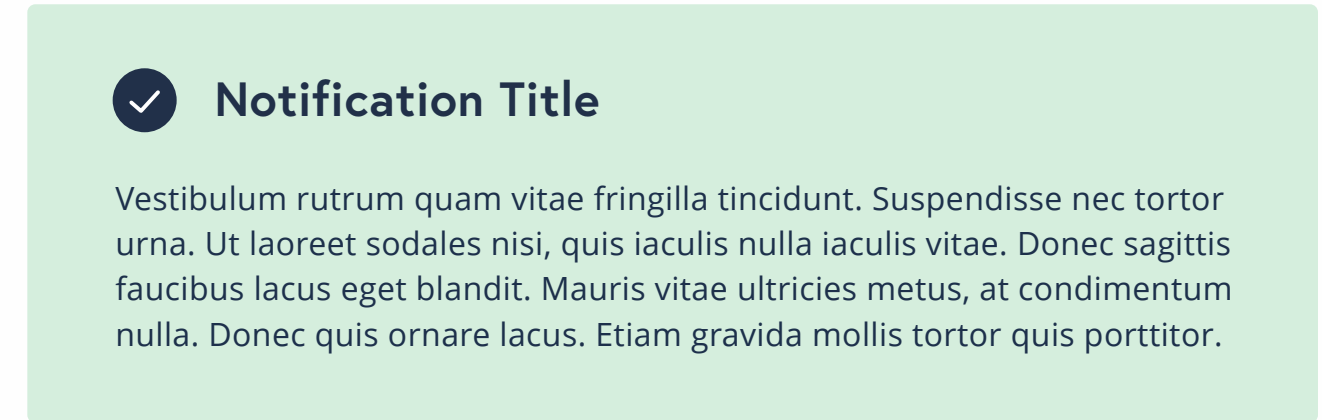 Notification Title
Vestibulum rutrum quam vitae fringilla tincidunt. Suspendisse nec tortor
urna. Ut laoreet sodales nisi, quis iaculis nulla iaculis vitae. Donec sagittis
faucibus lacus eget blandit. Mauris vitae ultricies metus, at condimentum
nulla. Donec quis ornare lacus. Etiam gravida mollis tortor quis porttitor.